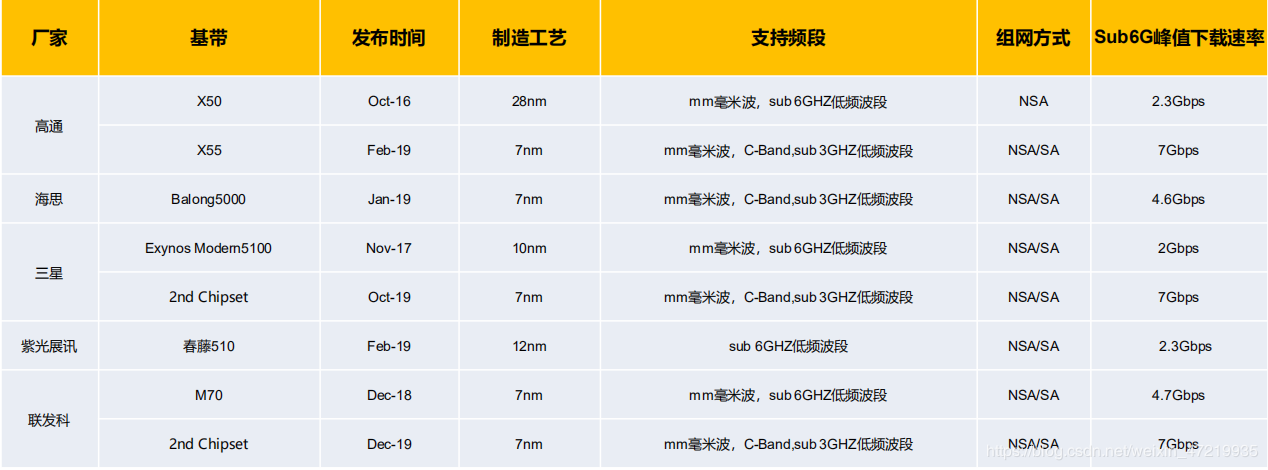 厂家 基带 发布时间 制造工艺 支持频段 组网方式 Sub6G峰值下载速率
高通 X50 Oct-16 28nm mm毫米波，sub 6GHZ低频波段 NSA 2.3Gbps
X55 Feb-19 7nm mm毫米波，C-Band,sub 3GHZ低频波段 NSA/SA 7Gbps
海思 Balong5000 Jan-19 7nm mm毫米波，C-Band,sub 3GHZ低频波段 NSA/SA 4.6Gbps
三星 Exynos Modern5100 Nov-17 10nm mm毫米波，sub 6GHZ低频波段 NSA/SA 2Gbps
2nd Chipset Oct-19 7nm mm毫米波，C-Band,sub 3GHZ低频波段 NSA/SA 7Gbps
紫光展讯 春藤510 Feb-19 12nm sub 6GHZ低频波段 NSA/SA 2.3Gbps
联发科 M70 Dec-18 7nm mm毫米波，sub 6GHZ低频波段 NSA/SA 4.7Gbps
2nd Chipset Dec-19 7nm mm毫米波，C-Band,sub 3GHZ低频波段 NSA/SA 7Gbps
https://blog.csdn.net/weixin_47219935